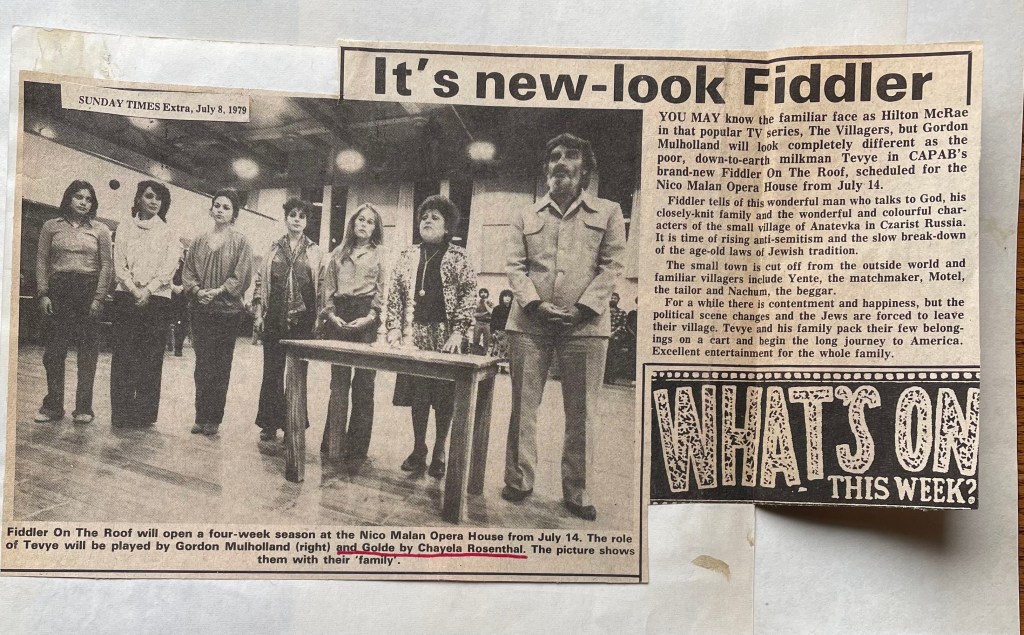 SUNDAY TIMES Extra, July 8, 1979
It's new-look Fiddler
YOU MAY know the familiar face as Hilton McRae
in that popular TV series, The Villagers, but Gordon
Mulholland will look completely different as the
poor, down-to-earth milkman Tevye in CAPAB's
brand-new Fiddler On The Roof, scheduled for the
Nico Malan Opera House from July 14.
Fiddler tells of this wonderful man who talks to God, his
closely-knit family and the wonderful and colourful char-
acters of the small village of Anatevka in Czarist Russia.
It is time of rising anti-semitism and the slow break-down
of the age-old laws of Jewish tradition.
The small town is cut off from the outside world and
familiar villagers include Yente, the matchmaker, Motel,
the tailor and Nachum, the beggar.
For a while there is contentment and happiness, but the
political scene changes and the Jews are forced to leave
their village. Tevye and his family pack their few belong-
ings on a cart and begin the long journey to America.
Excellent entertainment for the whole family.
WHAT'S ON
THIS WEEK?
Fiddler On The Roof will open a four-week season at the Nico Malan Opera House from July 14. The role
of Tevye will be played by Gordon Mulholland (right) and Golde by Chayela Rosenthal. The picture shows
them with their 'family'.